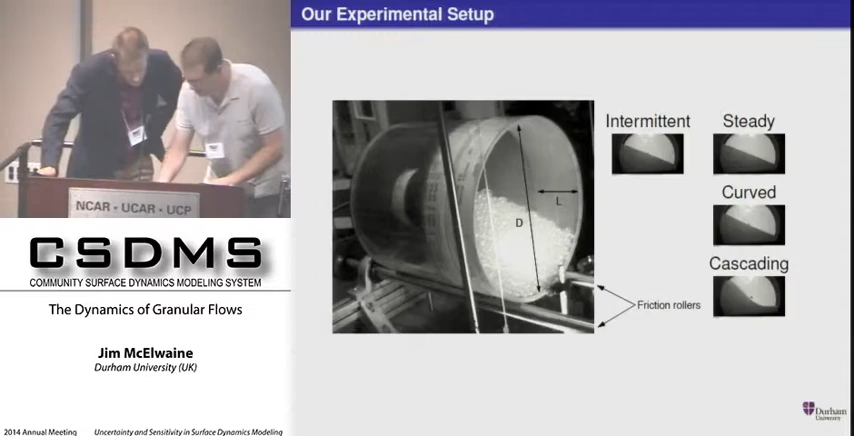 Our Experimental Setup
NCAR • UCAR • UCP
CSDMS
COMMUNITY SURFACE DYNAMICS MODELING SYSTEM
The Dynamics of Granular Flows
Jim McElwaine
Durham University (UK)
2014 Annual Meeting
Uncertainty and Sensitivity in Surface Dynamics Modeling
D
L
Friction rollers
Intermittent
Steady
Curved
Cascading
Durham
University